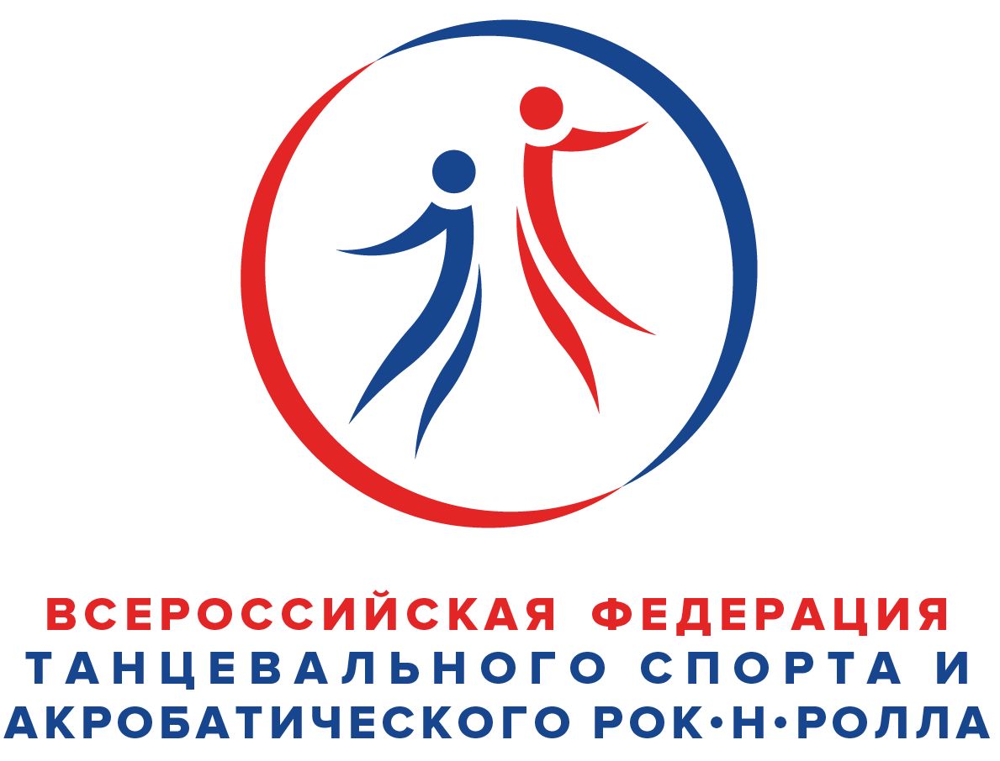 ВСЕРОССИЙСКАЯ ФЕДЕРАЦИЯ
ТАНЦЕВАЛЬНОГО СПОРТА И
АКРОБАТИЧЕСКОГО РОК•Н•РОЛЛА